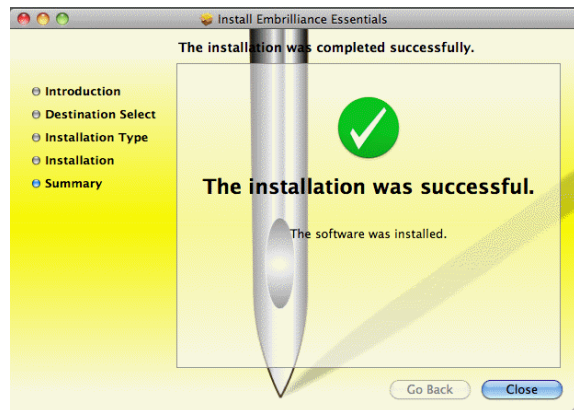 Install Embrilliance Essentials
The installation was completed successfully.
Introduction
Destination Select
Installation Type
Installation
Summary
The installation was successful.
The software was installed.
Go Back
Close